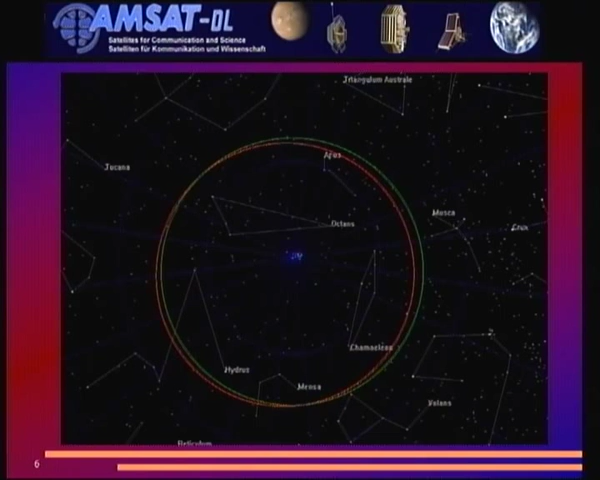 AMSAT-DL
Satellites for Communication and Science
Satelliten für Kommunikation und Wissenschaft
Triangulum Australe
Apus
Tucana
Octans
Musca
Crux
Chamaeleon
Hydrus
Mensa
Volans
Reticulum
6